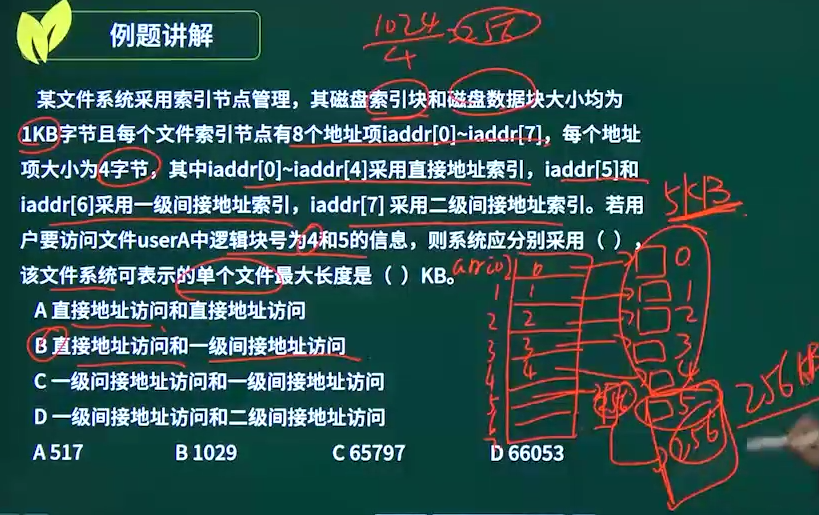 例题讲解
1024
4
256
某文件系统采用索引节点管理，其磁盘索引块和磁盘数据块大小均为
1KB字节且每个文件索引节点有8个地址项iaddr[0]~iaddr[7]，每个地址
项大小为4字节，其中iaddr[0]~iaddr[4]采用直接地址索引，iaddr[5]和
iaddr[6]采用一级间接地址索引，iaddr[7] 采用二级间接地址索引。若用
户要访问文件userA中逻辑块号为4和5的信息，则系统应分别采用（ ），
该文件系统可表示的单个文件最大长度是（ ）KB。
A 直接地址访问和直接地址访问
B 直接地址访问和一级间接地址访问
C 一级间接地址访问和一级间接地址访问
D 一级间接地址访问和二级间接地址访问
A 517 B 1029 C 65797 D 66053
5KB
0
1
2
3
4
5
256
0
1
2
3
4
1
2
3
4
5
256KB